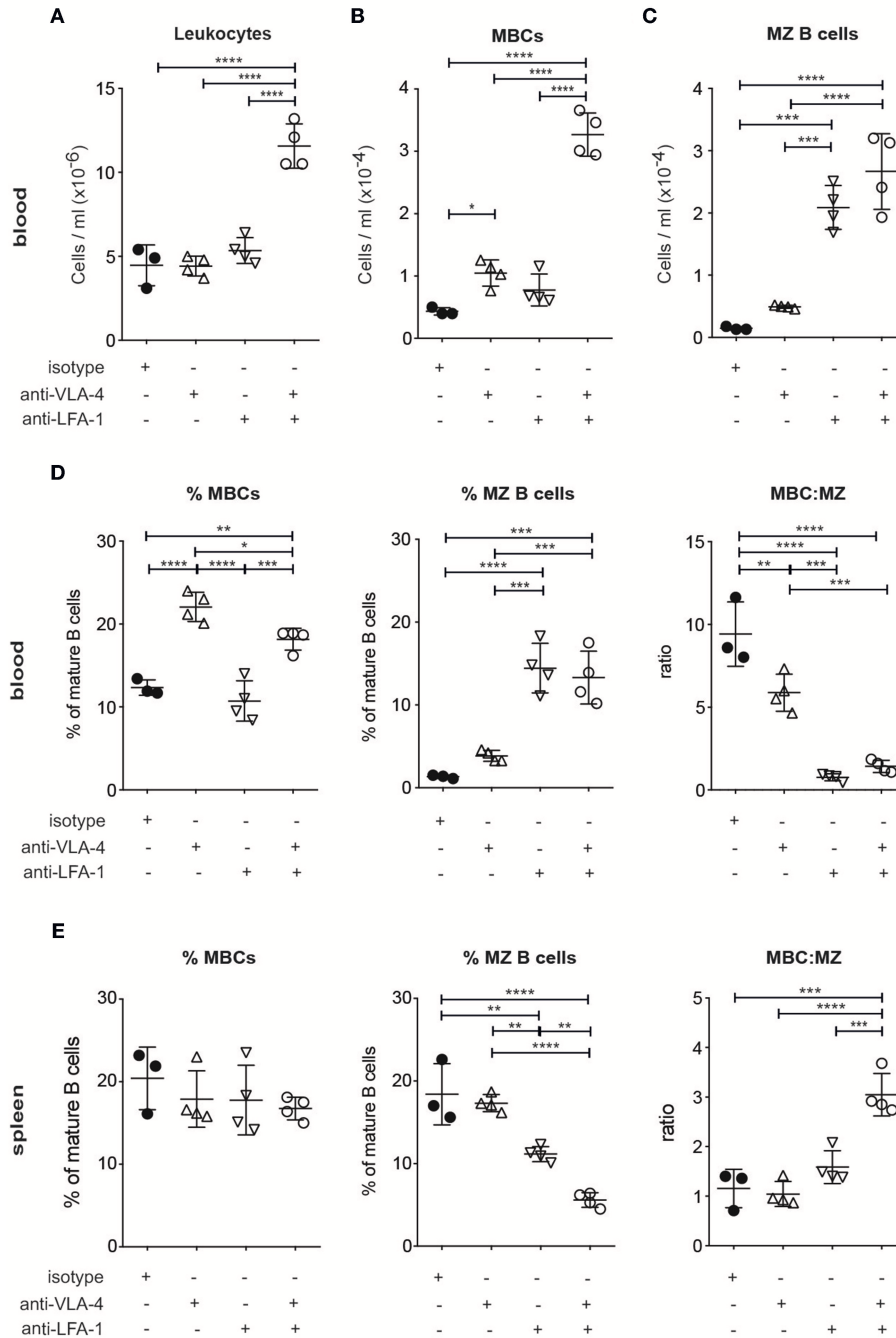 A B C
Leukocytes MBCs MZ B cells
**** **** ****
**** **** ****
**** **** ***
* ***
15 4 4
10 3 3
5 2 2
0 1 1
0 0
Cells / ml (x10-6) Cells / ml (x10-4) Cells / ml (x10-4)
blood
isotype + - - - + - - - + - - -
anti-VLA-4 - + - + - + - + - + - +
anti-LFA-1 - - + + - - + + - - + +
D
% MBCs % MZ B cells MBC:MZ
** *** ****
* *** ****
**** **** *** **** ** ***
*** ***
30 30 15
20 20 10
10 10 5
0 0 0
% of mature B cells % of mature B cells ratio
blood
isotype + - - - + - - - + - - -
anti-VLA-4 - + - + - + - + - + - +
anti-LFA-1 - - + + - - + + - - + +
E
% MBCs % MZ B cells MBC:MZ
**** ***
** ****
** ** ***
****
30 30 5
20 20 4
10 10 3
0 0 2
1
0
% of mature B cells % of mature B cells ratio
spleen
isotype + - - - + - - - + - - -
anti-VLA-4 - + - + - + - + - + - +
anti-LFA-1 - - + + - - + + - - + +